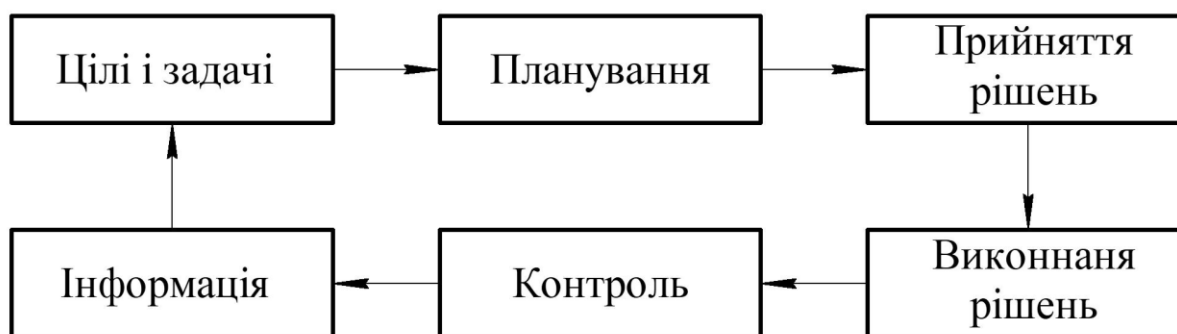 Цілі і задачі
Планування
Прийняття
рішень
Інформація
Контроль
Виконнаня
рішень